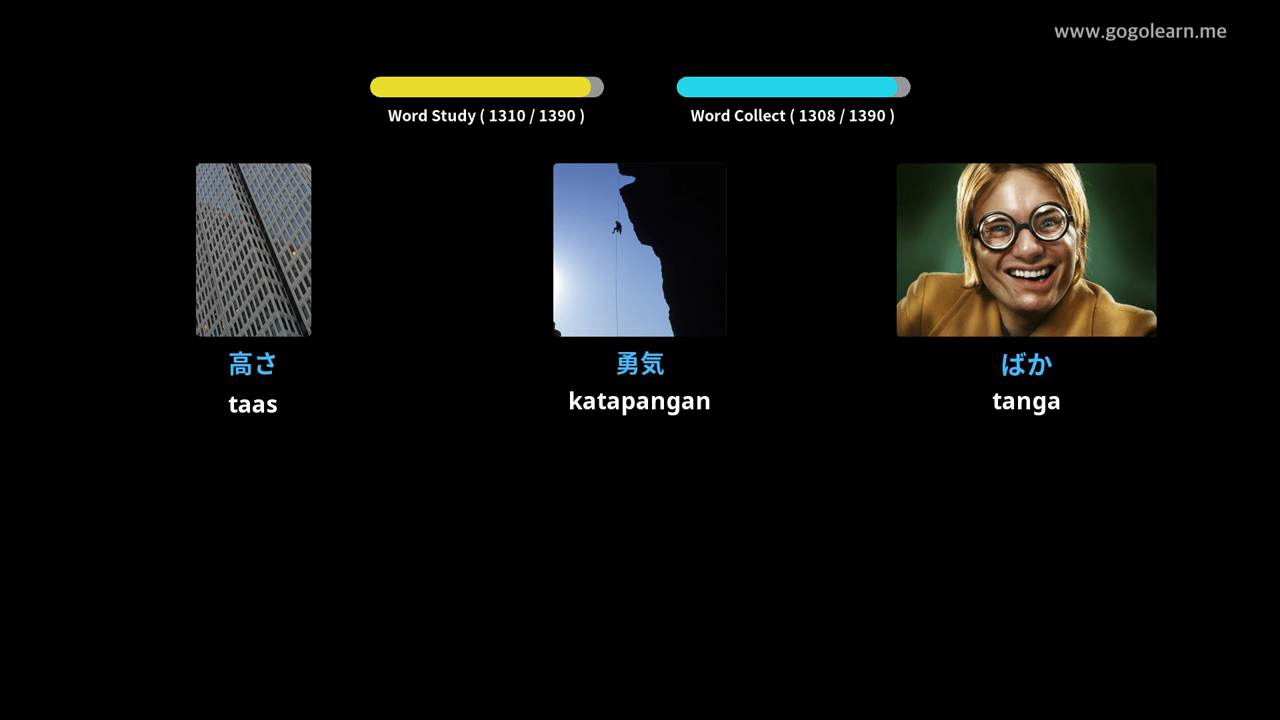 www.gogolearn.me
Word Study ( 1310 / 1390 )
Word Collect ( 1308 / 1390 )
高さ
taas
勇気
katapangan
ばか
tanga